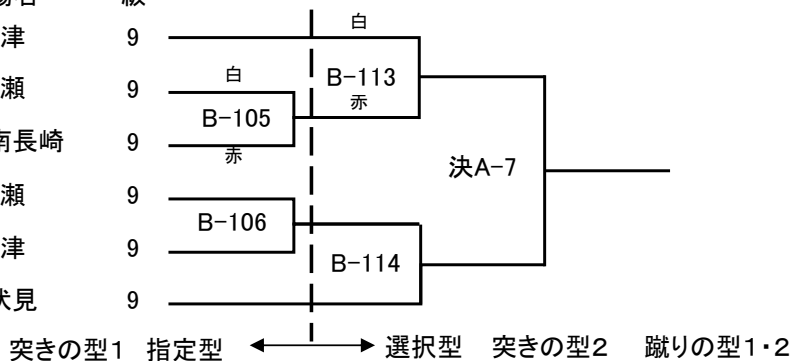 級
津 9 白
瀬 9 白 B-113
B-105 赤
南長崎 9 赤
決A-7
瀬 9
B-106
津 9
B-114
伏見 9
突きの型1 指定型 選択型 突きの型2 蹴りの型1・2